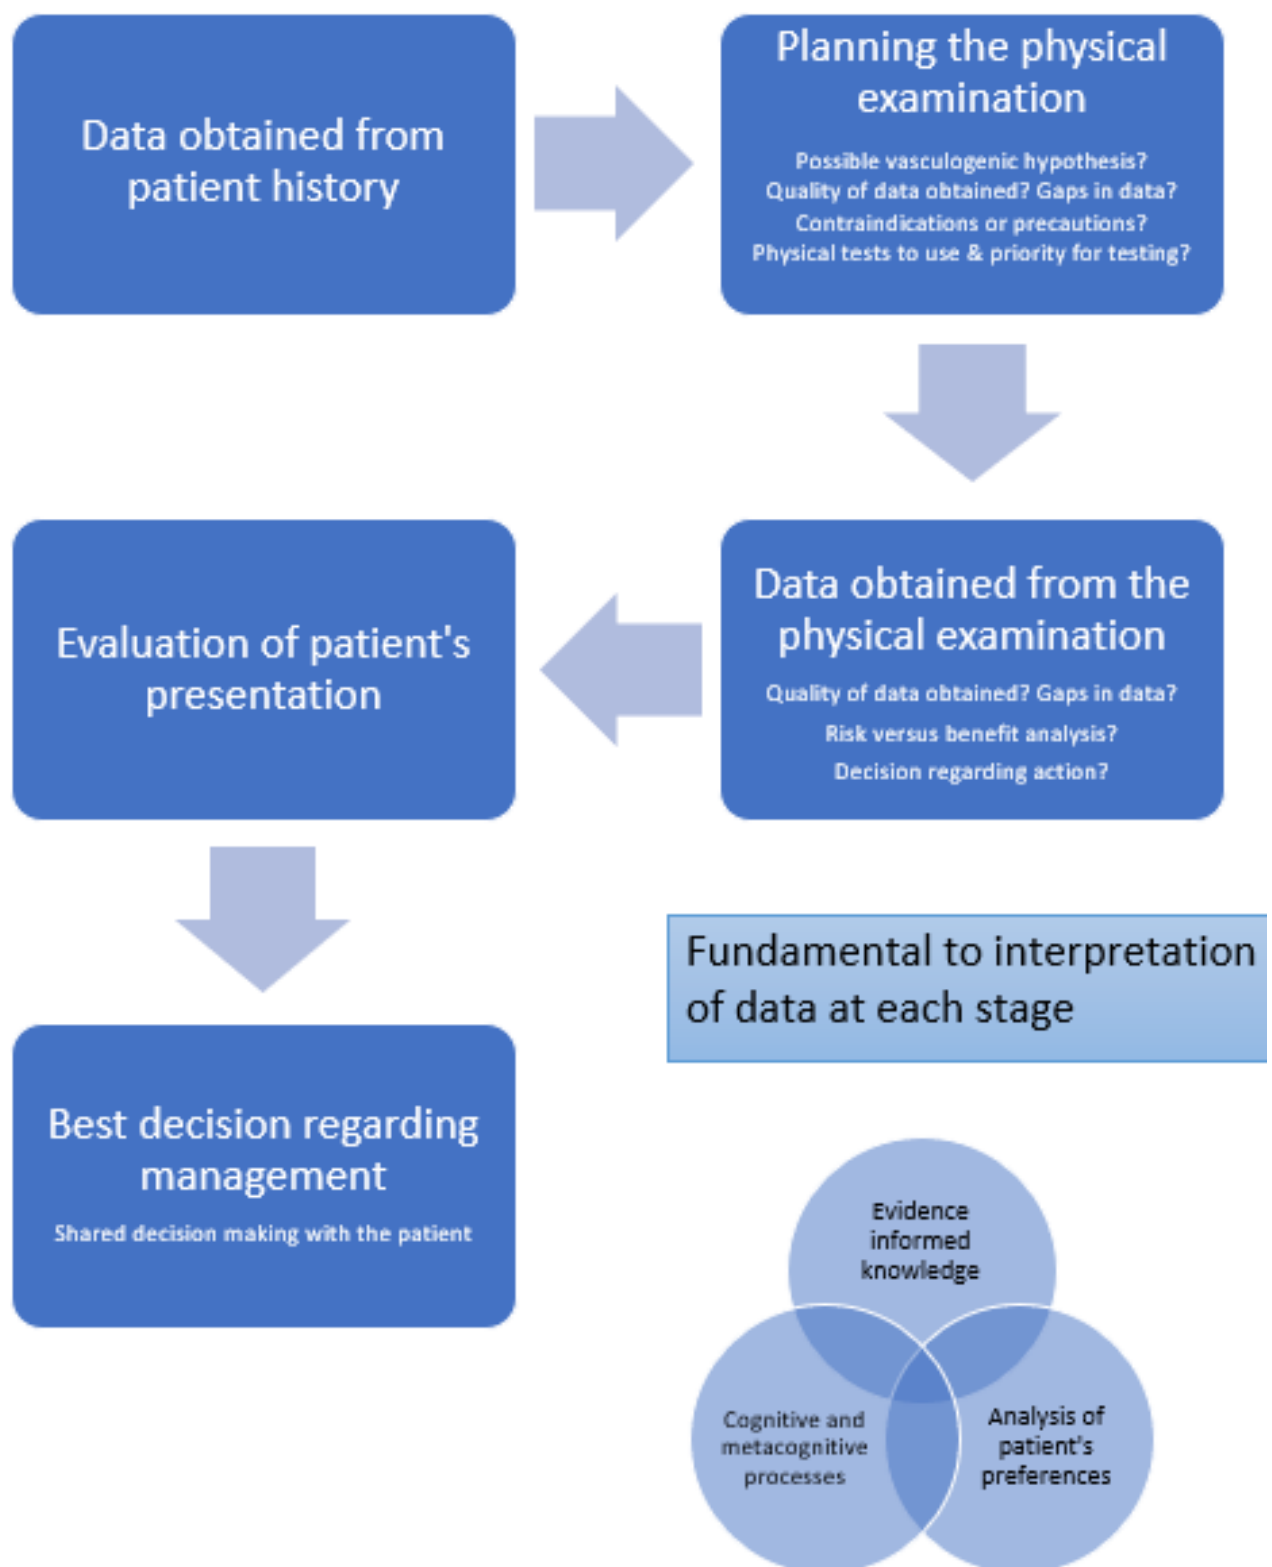 Data obtained from
patient history
Planning the physical
examination
Possible vasculogenic hypothesis?
Quality of data obtained? Gaps in data?
Contraindications or precautions?
Physical tests to use & priority for testing?
Data obtained from the
physical examination
Quality of data obtained? Gaps in data?
Risk versus benefit analysis?
Decision regarding action?
Evaluation of patient's
presentation
Best decision regarding
management
Shared decision making with the patient
Fundamental to interpretation
of data at each stage
Evidence
informed
knowledge
Cognitive and
metacognitive
processes
Analysis of
patient's
preferences